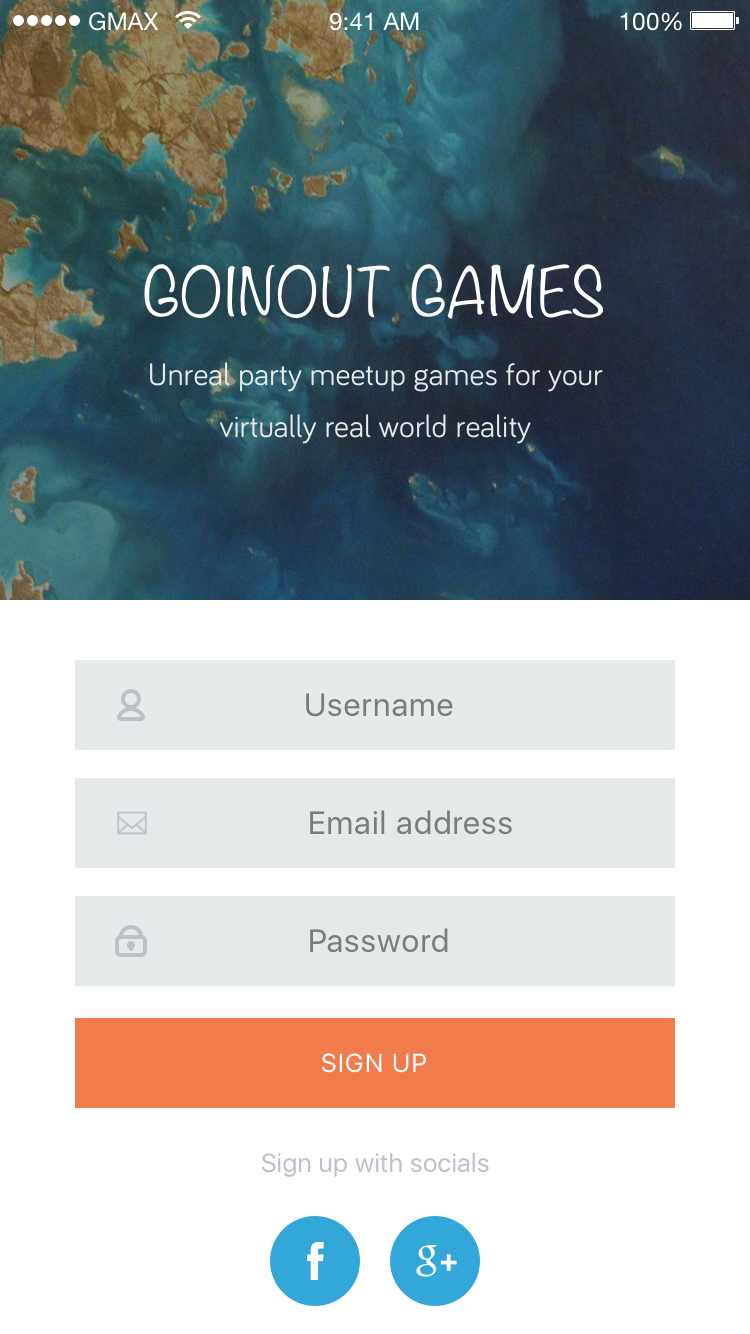 GMAX 9:41 AM 100%
GOINOUT GAMES
Unreal party meetup games for your
virtually real world reality
Username
Email address
Password
SIGN UP
Sign up with socials
f g+